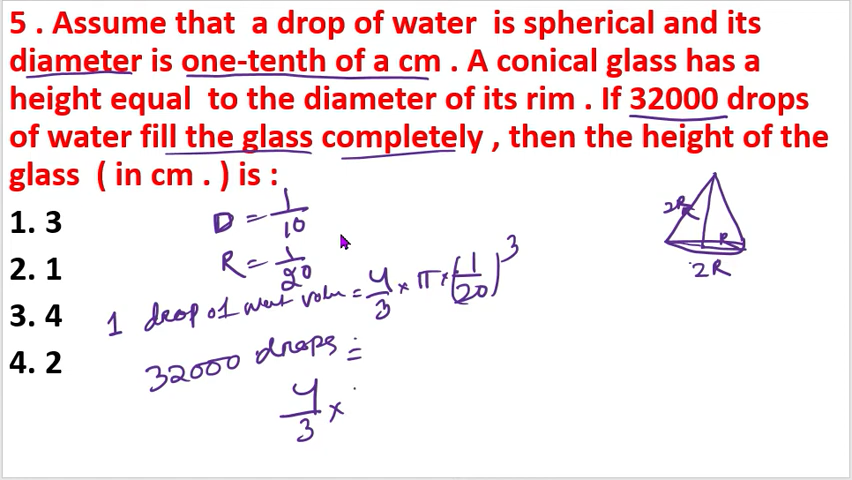 5 . Assume that a drop of water is spherical and its
diameter is one-tenth of a cm . A conical glass has a
height equal to the diameter of its rim . If 32000 drops
of water fill the glass completely , then the height of the
glass ( in cm . ) is :
1. 3
2. 1
3. 4
4. 2
D = 1/10
R = 1/20
1 drop of = 4/3 × π × (1/20)^3
32000 drops =
4/3 ×
2R
R
2R